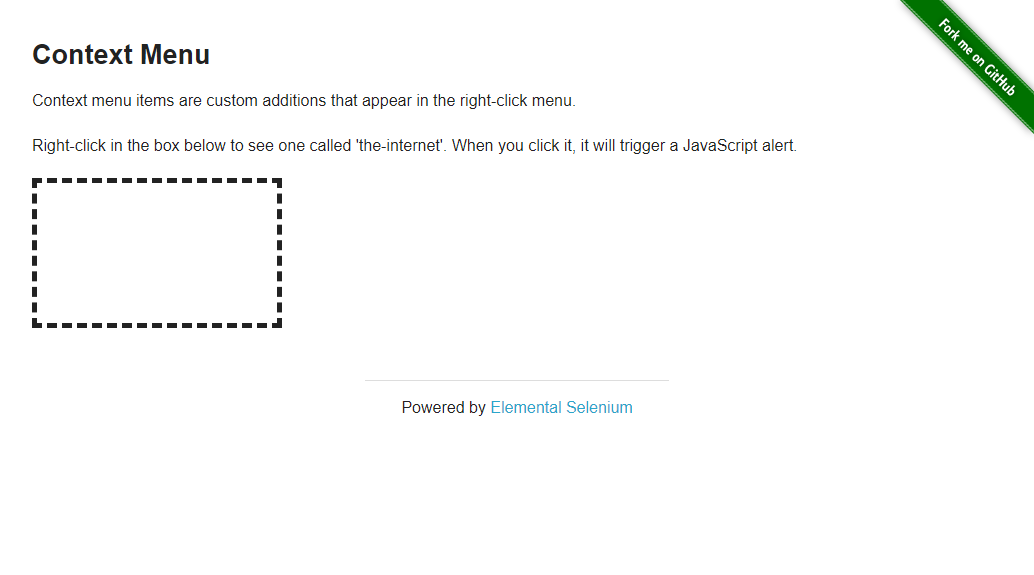 Fork me on GitHub
Context Menu
Context menu items are custom additions that appear in the right-click menu.
Right-click in the box below to see one called 'the-internet'. When you click it, it will trigger a JavaScript alert.
Powered by Elemental Selenium